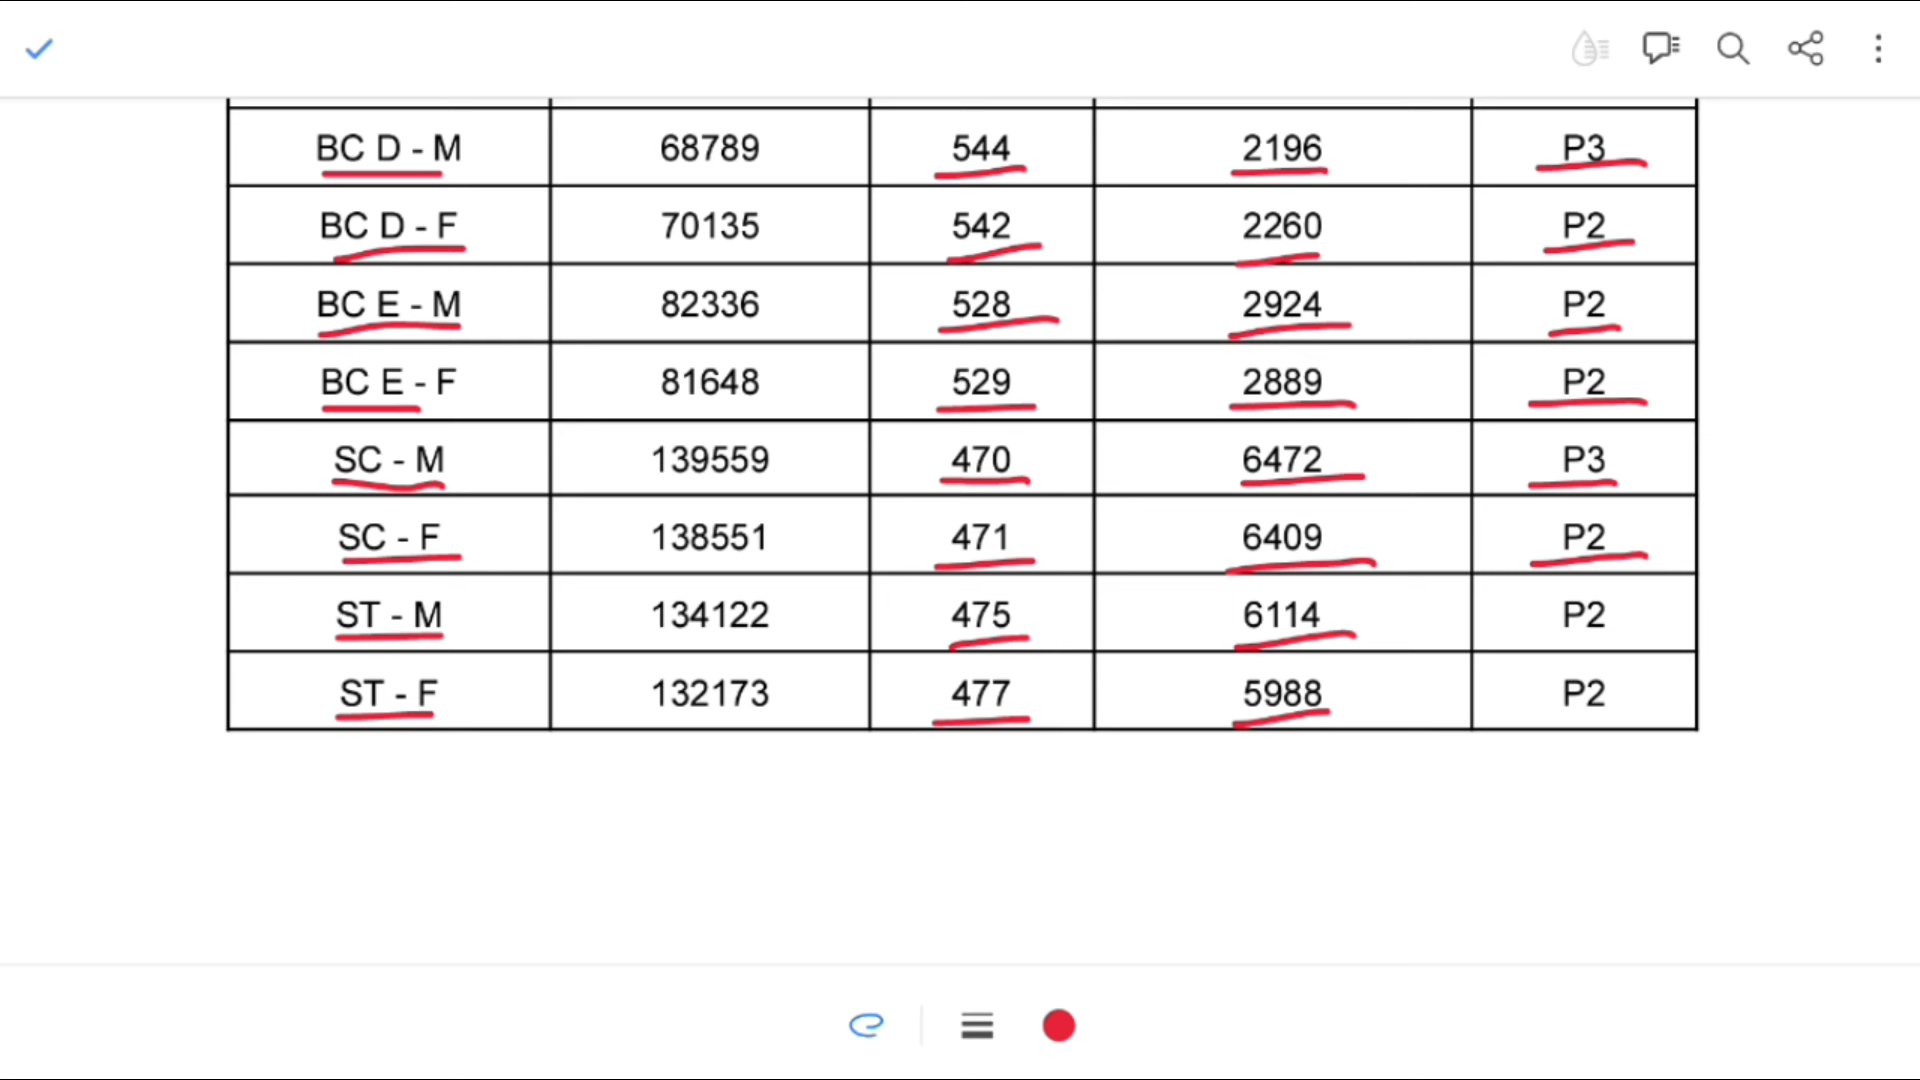 BC D - M 68789 544 2196 P3
BC D - F 70135 542 2260 P2
BC E - M 82336 528 2924 P2
BC E - F 81648 529 2889 P2
SC - M 139559 470 6472 P3
SC - F 138551 471 6409 P2
ST - M 134122 475 6114 P2
ST - F 132173 477 5988 P2